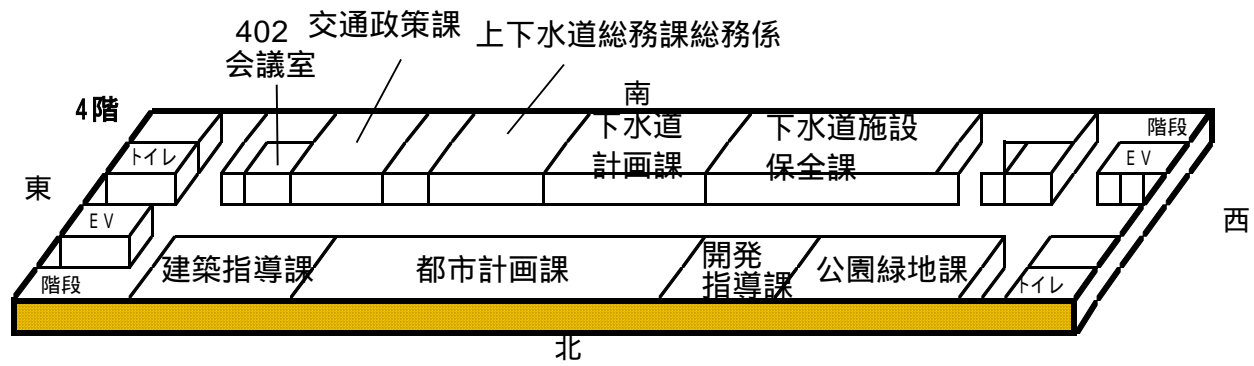 402
会議室
交通政策課
上下水道総務課総務係
南
4階
トイレ
下水道
計画課
下水道施設
保全課
階段
EV
東
EV
西
階段
建築指導課
都市計画課
開発
指導課
公園緑地課
トイレ
北